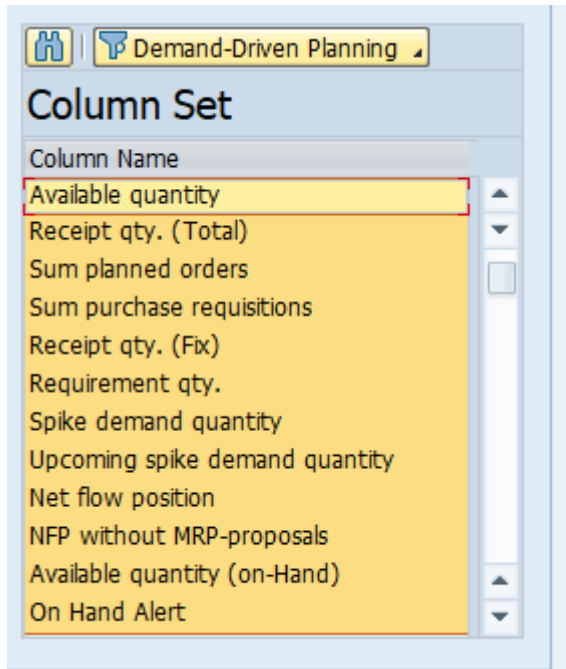 Demand-Driven Planning
Column Set
Column Name
Available quantity
Receipt qty. (Total)
Sum planned orders
Sum purchase requisitions
Receipt qty. (Fix)
Requirement qty.
Spike demand quantity
Upcoming spike demand quantity
Net flow position
NFP without MRP-proposals
Available quantity (on-Hand)
On Hand Alert